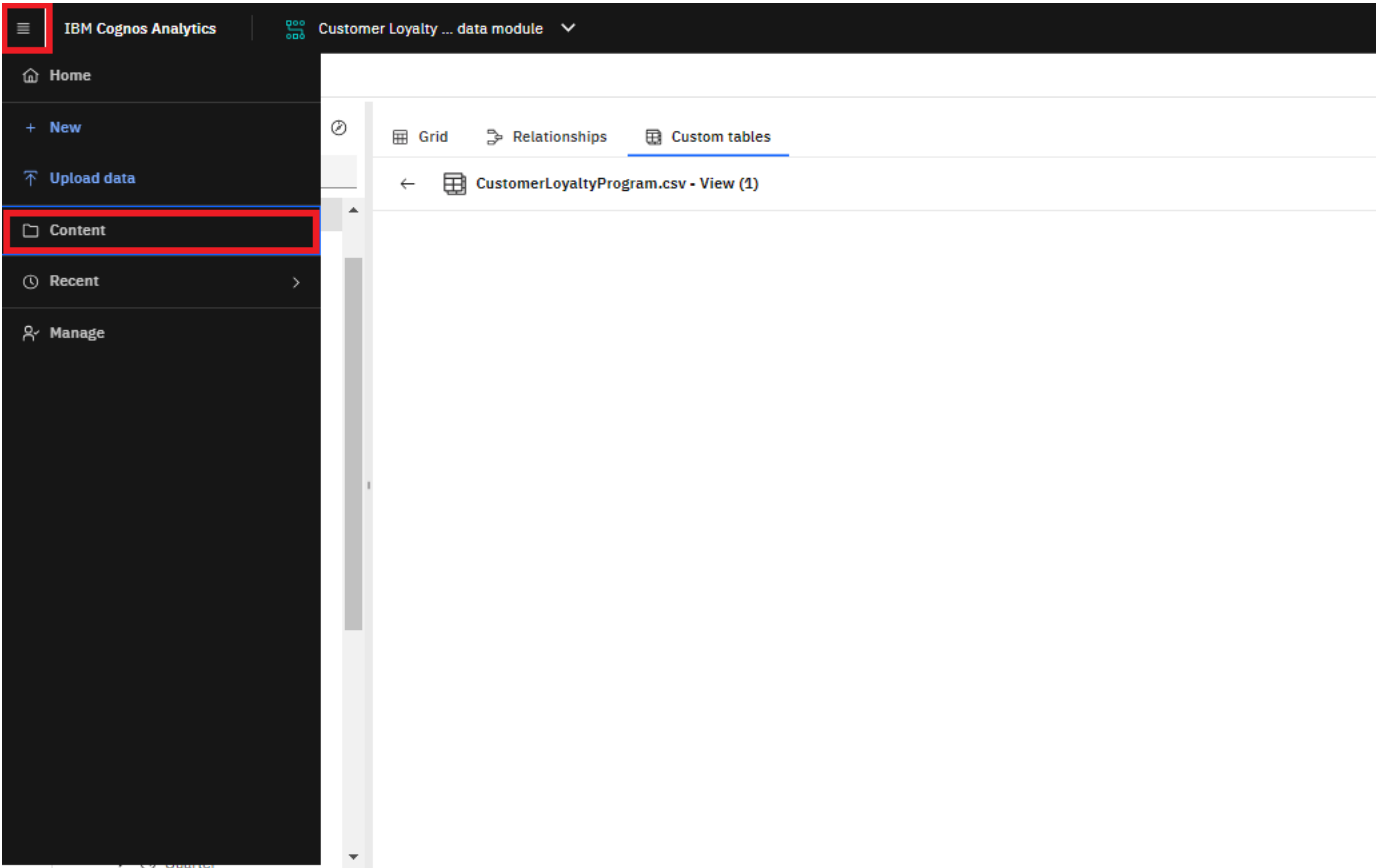 IBM Cognos Analytics
Customer Loyalty ... data module
Home
New
Upload data
Content
Recent
Manage
Grid
Relationships
Custom tables
CustomerLoyaltyProgram.csv - View (1)